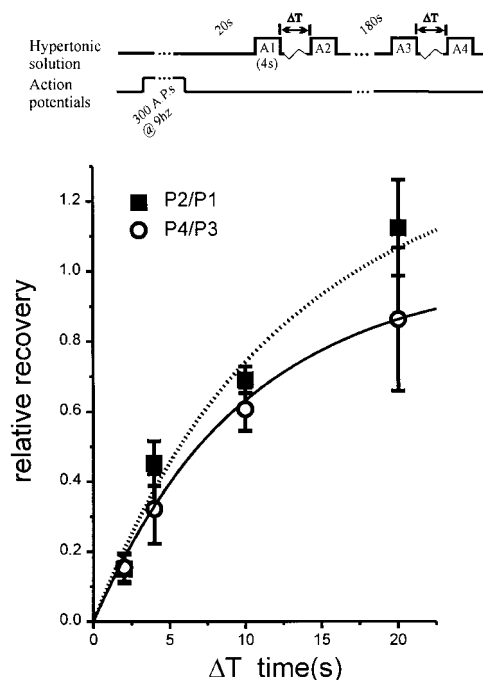 20s
ΔT
180s
ΔT
Hypertonic
solution
A1
A2
A3
A4
(4s)
Action
potentials
300 A.P.s
@ 9hz
P2/P1
P4/P3
relative recovery
1.2
1.0
0.8
0.6
0.4
0.2
0.0
0
5
10
15
20
ΔT time(s)